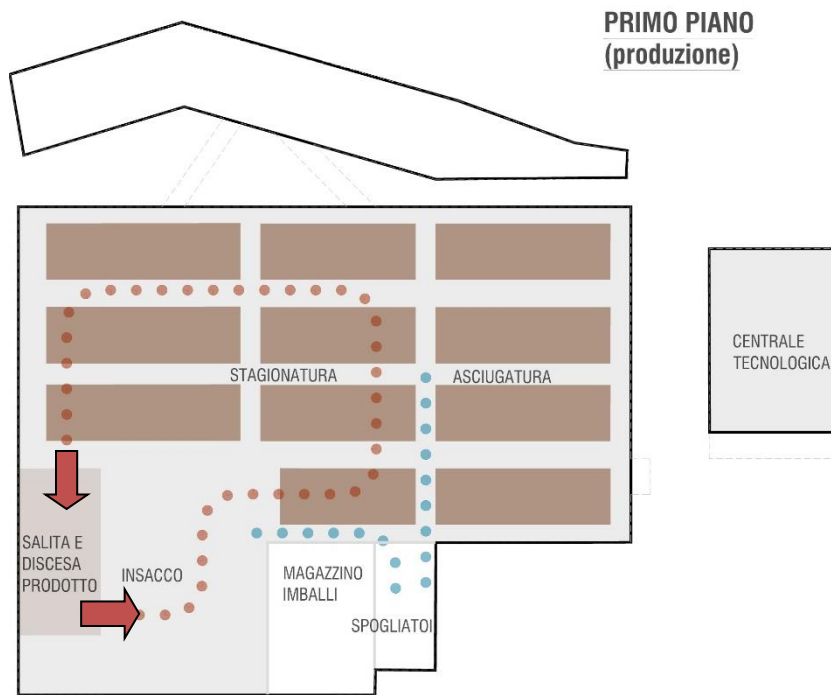 PRIMO PIANO
(produzione)
CENTRALE
TECNOLOGICA
STAGIONATURA
ASCIUGATURA
SALITA E
DISCESA
PRODOTTO
INSACCO
MAGAZZINO
IMBALLI
SPOGLIATOI